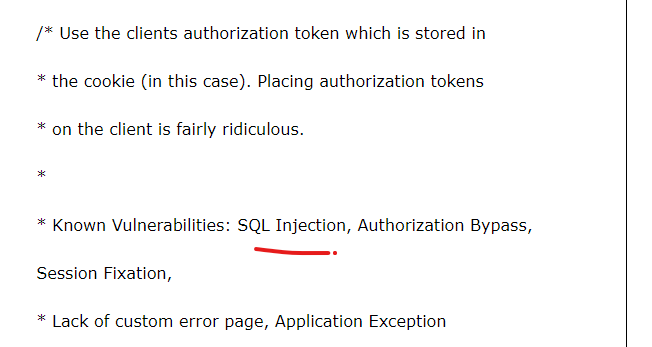 /* Use the clients authorization token which is stored in
* the cookie (in this case). Placing authorization tokens
* on the client is fairly ridiculous.
*
* Known Vulnerabilities: SQL Injection, Authorization Bypass,
Session Fixation,
* Lack of custom error page, Application Exception